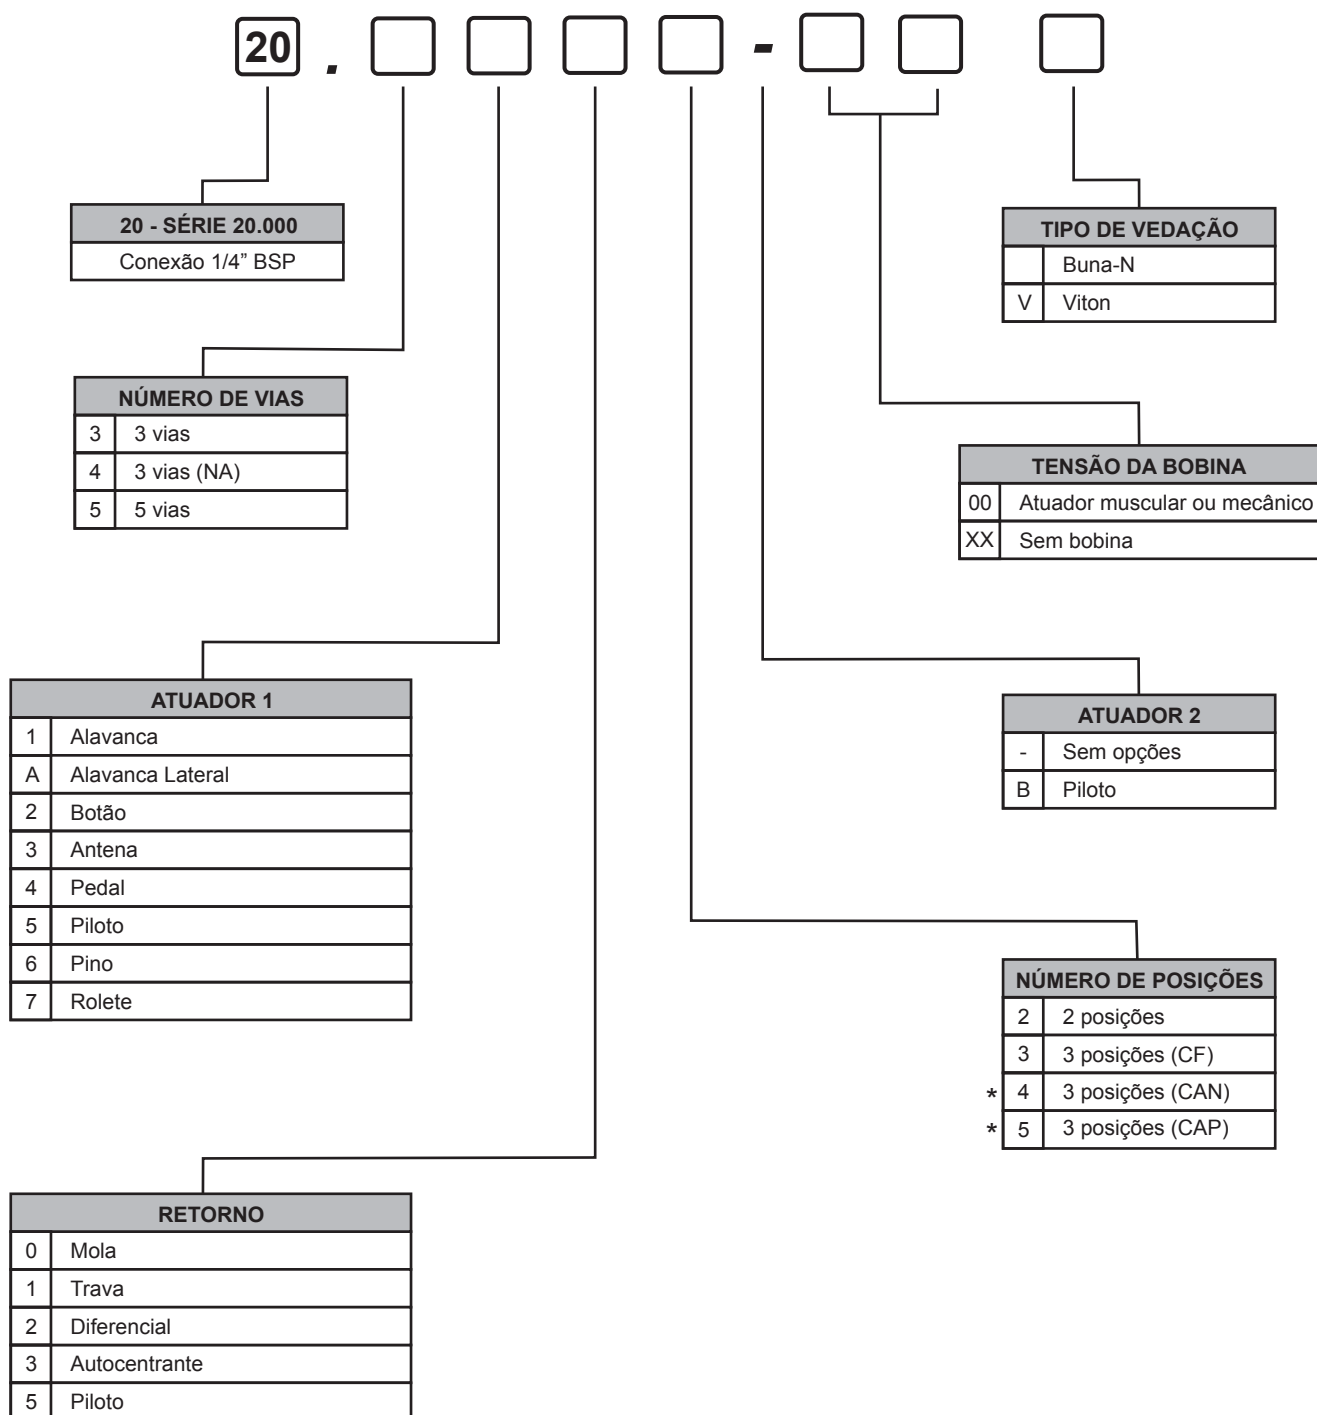 20 . -
20 - SÉRIE 20.000
Conexão 1/4” BSP
TIPO DE VEDAÇÃO
Buna-N
V Viton
NÚMERO DE VIAS
3 3 vias
4 3 vias (NA)
5 5 vias
TENSÃO DA BOBINA
00 Atuador muscular ou mecânico
XX Sem bobina
ATUADOR 1
1 Alavanca
A Alavanca Lateral
2 Botão
3 Antena
4 Pedal
5 Piloto
6 Pino
7 Rolete
ATUADOR 2
- Sem opções
B Piloto
NÚMERO DE POSIÇÕES
2 2 posições
3 3 posições (CF)
* 4 3 posições (CAN)
* 5 3 posições (CAP)
RETORNO
0 Mola
1 Trava
2 Diferencial
3 Autocentrante
5 Piloto